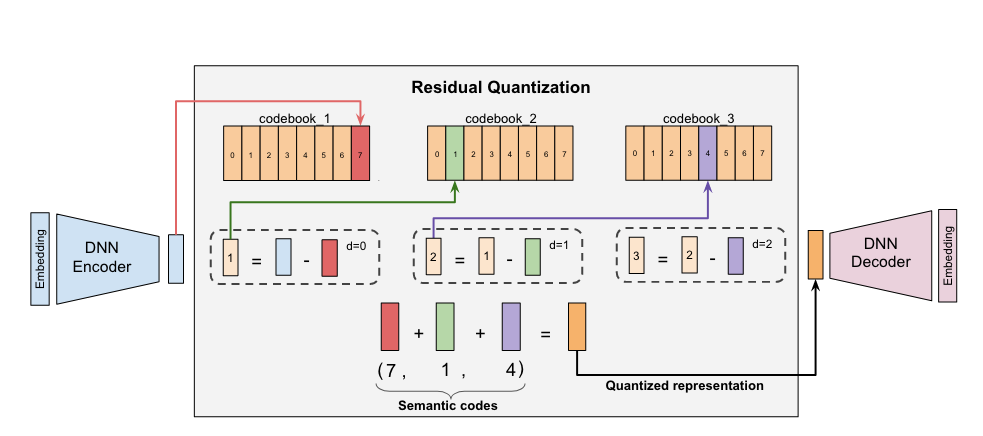 Residual Quantization
codebook_1
codebook_2
codebook_3
0 1 2 3 4 5 6 7
0 1 2 3 4 5 6 7
0 1 2 3 4 5 6 7
Embedding
DNN
Encoder
1 = -
d=0
2 = 1 -
d=1
3 = 2 -
d=2
DNN
Decoder
Embedding
+ + =
(7, 1, 4)
Quantized representation
Semantic codes